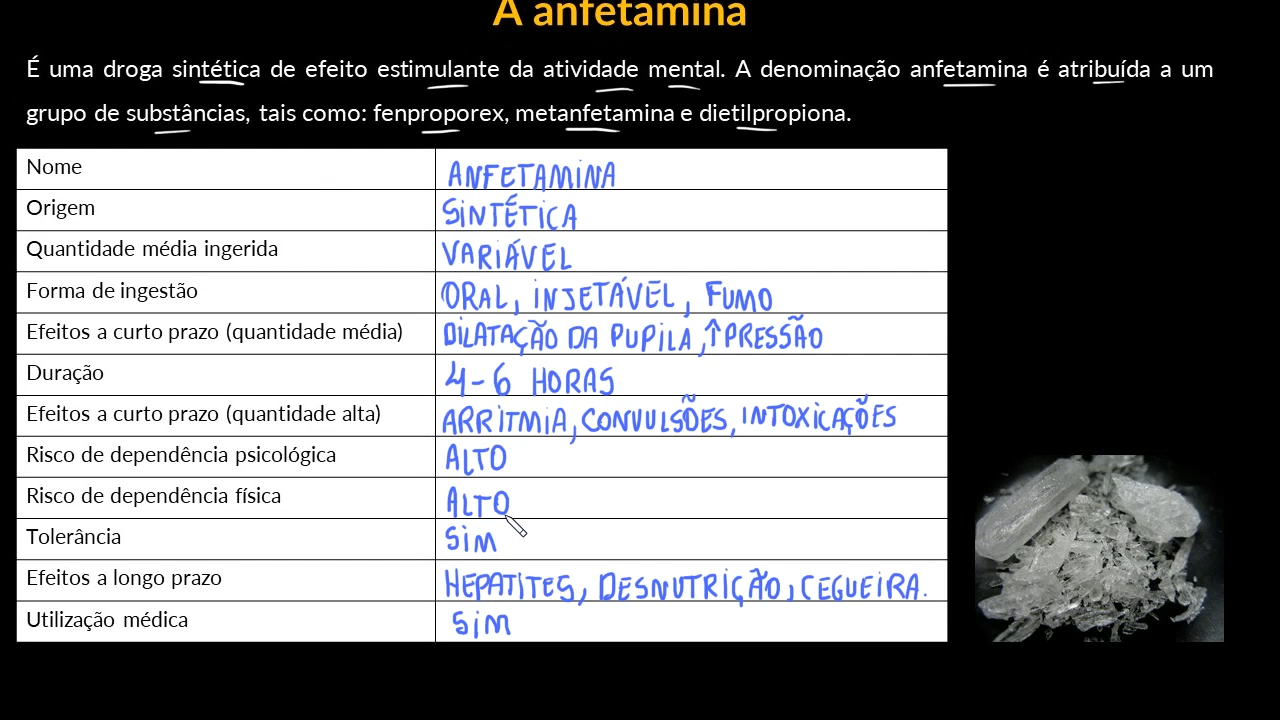 A anfetamina
É uma droga sintética de efeito estimulante da atividade mental. A denominação anfetamina é atribuída a um
grupo de substâncias, tais como: fenproporex, metanfetamina e dietilpropiona.
Nome ANFETAMINA
Origem SINTÉTICA
Quantidade média ingerida VARIÁVEL
Forma de ingestão ORAL, INJETÁVEL, FUMO
Efeitos a curto prazo (quantidade média) DILATAÇÃO DA PUPILA, ↑PRESSÃO
Duração 4-6 HORAS
Efeitos a curto prazo (quantidade alta) ARRITMIA, CONVULSÕES, INTOXICAÇÕES
Risco de dependência psicológica ALTO
Risco de dependência física ALTO
Tolerância SIM
Efeitos a longo prazo HEPATITES, DESNUTRIÇÃO, CEGUEIRA.
Utilização médica SIM